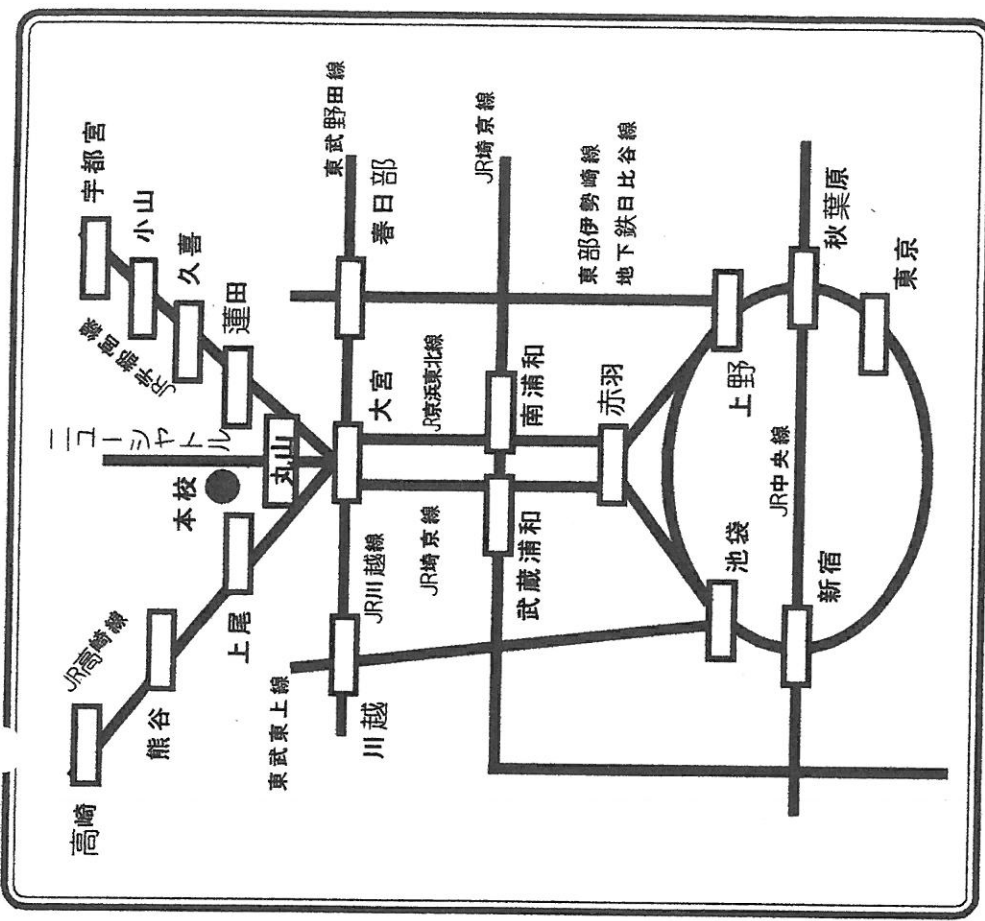 宇都宮
小山
久喜
蓮田
JR宇都宮線
ニューシャトル
丸山
本校
上尾
熊谷
JR高崎線
高崎
東武野田線
春日部
大宮
JR川越線
川越
東武東上線
JR埼京線
JR京浜東北線
南浦和
JR埼京線
武蔵浦和
東部伊勢崎線
地下鉄日比谷線
赤羽
上野
池袋
JR中央線
秋葉原
新宿
東京